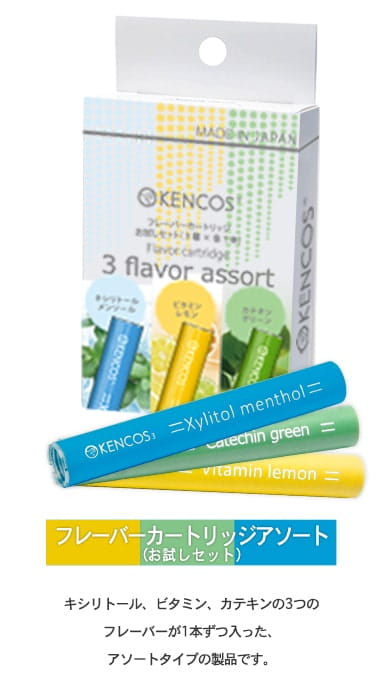 MADE IN JAPAN
KENCOS
フレーバーカートリッジ
Flavor cartridge
3 flavor assort
キシリトール
メンソール
ビタミン
レモン
カテキン
グリーン
KENCOS
KENCOS
KENCOS3
Xylitol menthol
Catechin green
Vitamin lemon
フレーバーカートリッジアソート
(お試しセット)
キシリトール、ビタミン、カテキンの3つの
フレーバーが1本ずつ入った、
アソートタイプの製品です。